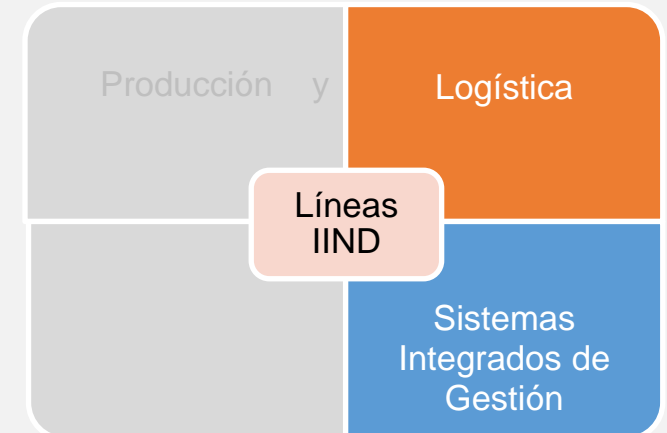 Producción y
Logística
Líneas
IIND
Sistemas
Integrados de
Gestión